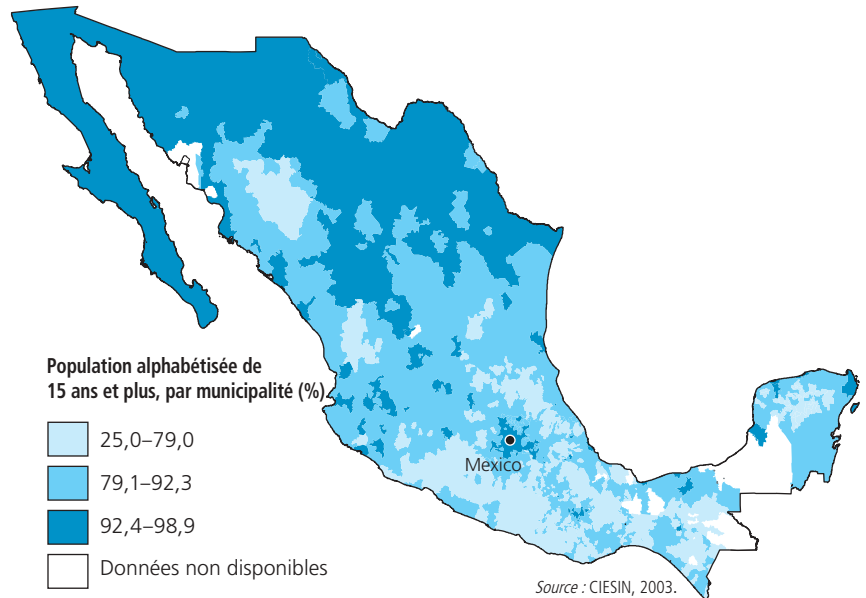 Population alphabétisée de
15 ans et plus, par municipalité (%)
25,0–79,0
79,1–92,3
92,4–98,9
Données non disponibles
Mexico
Source : CIESIN, 2003.